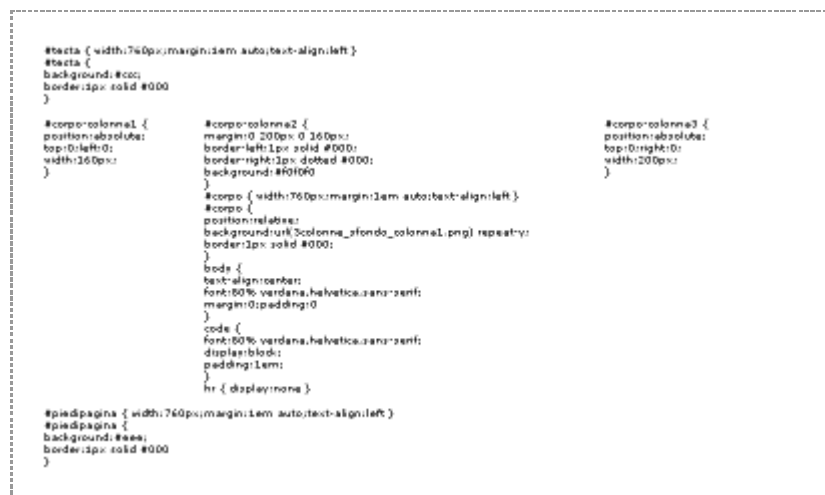 #testa { width:760px;margin:1em auto;text-align:left }
#testa {
background:#ccc;
border:1px solid #000
}
#corpo-colonna1 {
position:absolute;
top:0;left:0;
width:160px;
}
#corpo-colonna2 {
margin:0 200px 0 160px;
border-left:1px solid #000;
border-right:1px dotted #000;
background:#f0f0f0
}
#corpo { width:760px;margin:1em auto;text-align:left }
#corpo {
position:relative;
background:url(3colonne_sfondo_colonna1.png) repeat-y;
border:1px solid #000;
}
body {
text-align:center;
font:80% verdana,helvetica,sans-serif;
margin:0;padding:0
}
code {
font:80% verdana,helvetica,sans-serif;
display:block;
padding:1em;
}
hr { display:none }
#corpo-colonna3 {
position:absolute;
top:0;right:0;
width:200px;
}
#piedipagina { width:760px;margin:1em auto;text-align:left }
#piedipagina {
background:#eee;
border:1px solid #000
}